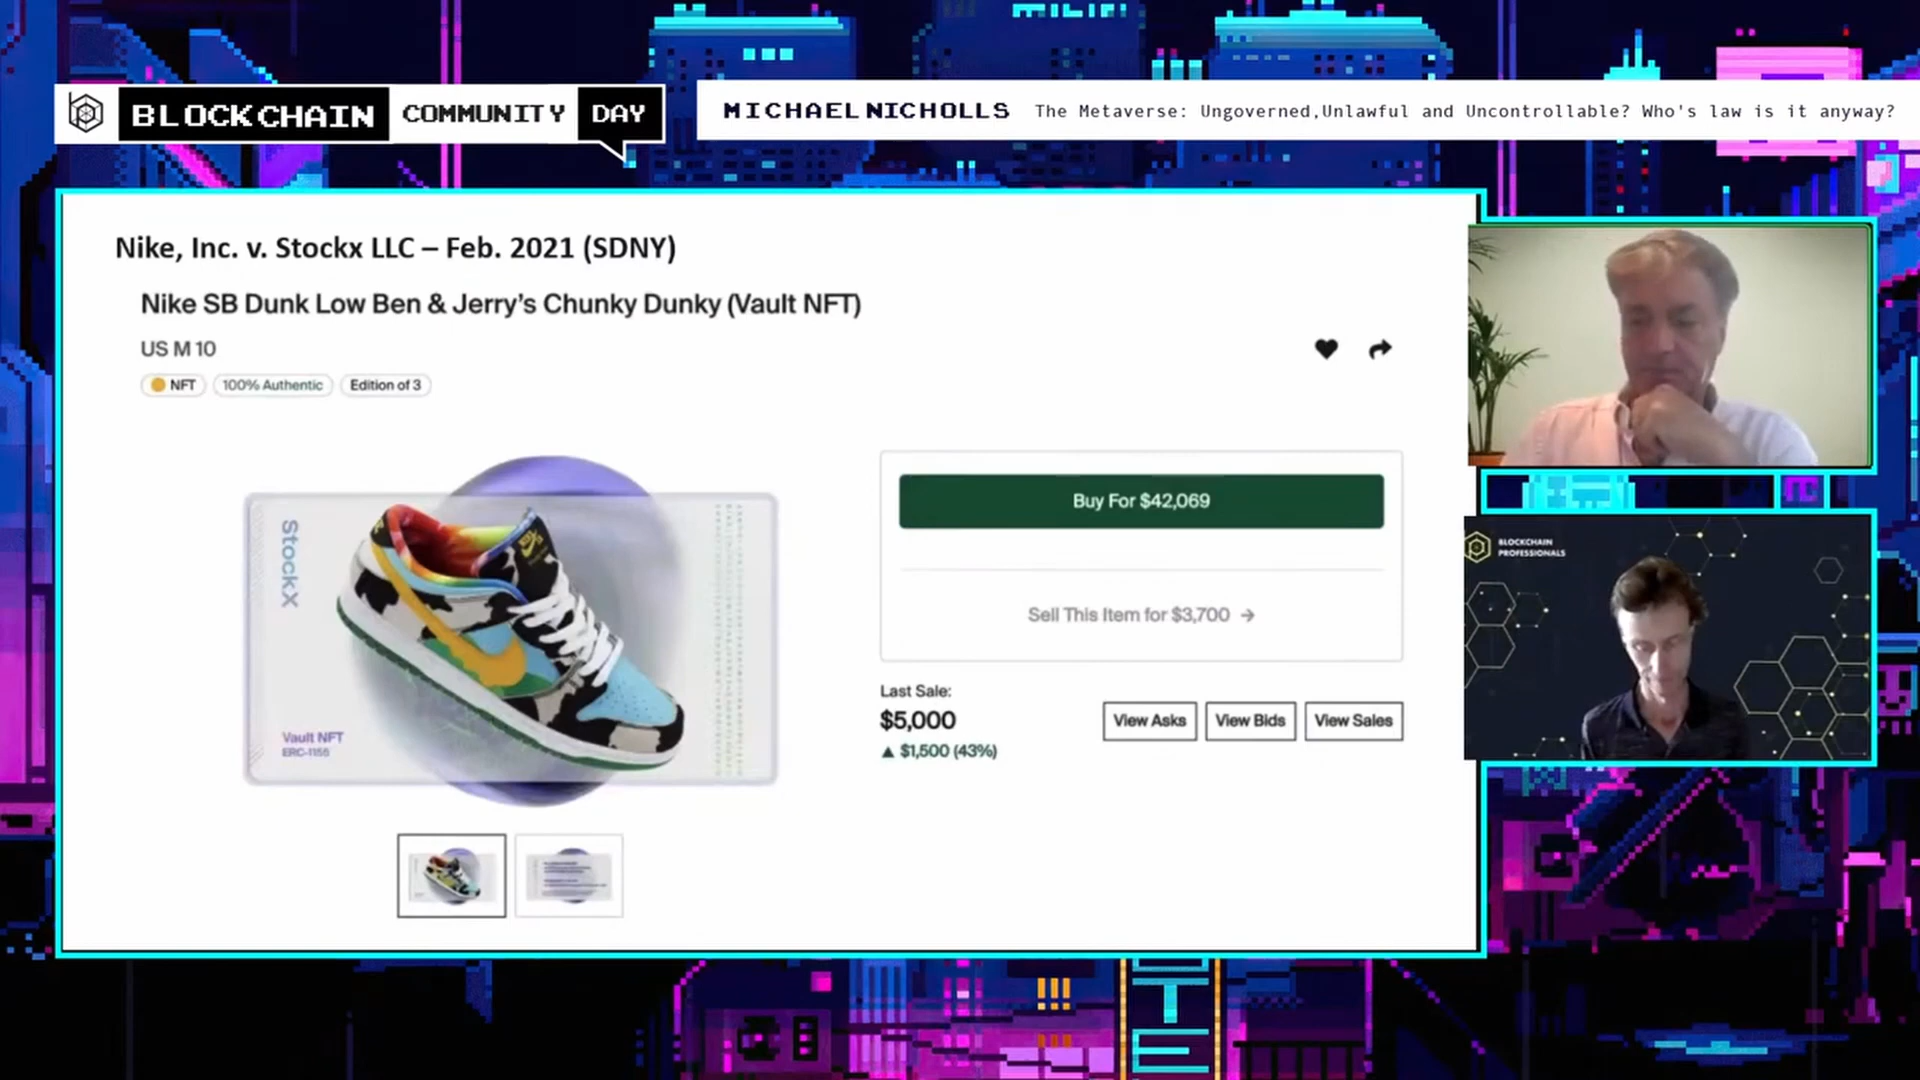 BLOCKCHAIN COMMUNITY DAY
MICHAEL NICHOLLS The Metaverse: Ungoverned,Unlawful and Uncontrollable? Who's law is it anyway?
Nike, Inc. v. Stockx LLC – Feb. 2021 (SDNY)
Nike SB Dunk Low Ben & Jerry's Chunky Dunky (Vault NFT)
US M 10
NFT 100% Authentic Edition of 3
StockX
Vault NFT
ERC-1155
Buy For $42,069
Sell This Item for $3,700 →
Last Sale:
$5,000
▲ $1,500 (43%)
View Asks View Bids View Sales
BLOCKCHAIN
PROFESSIONALS
T
E